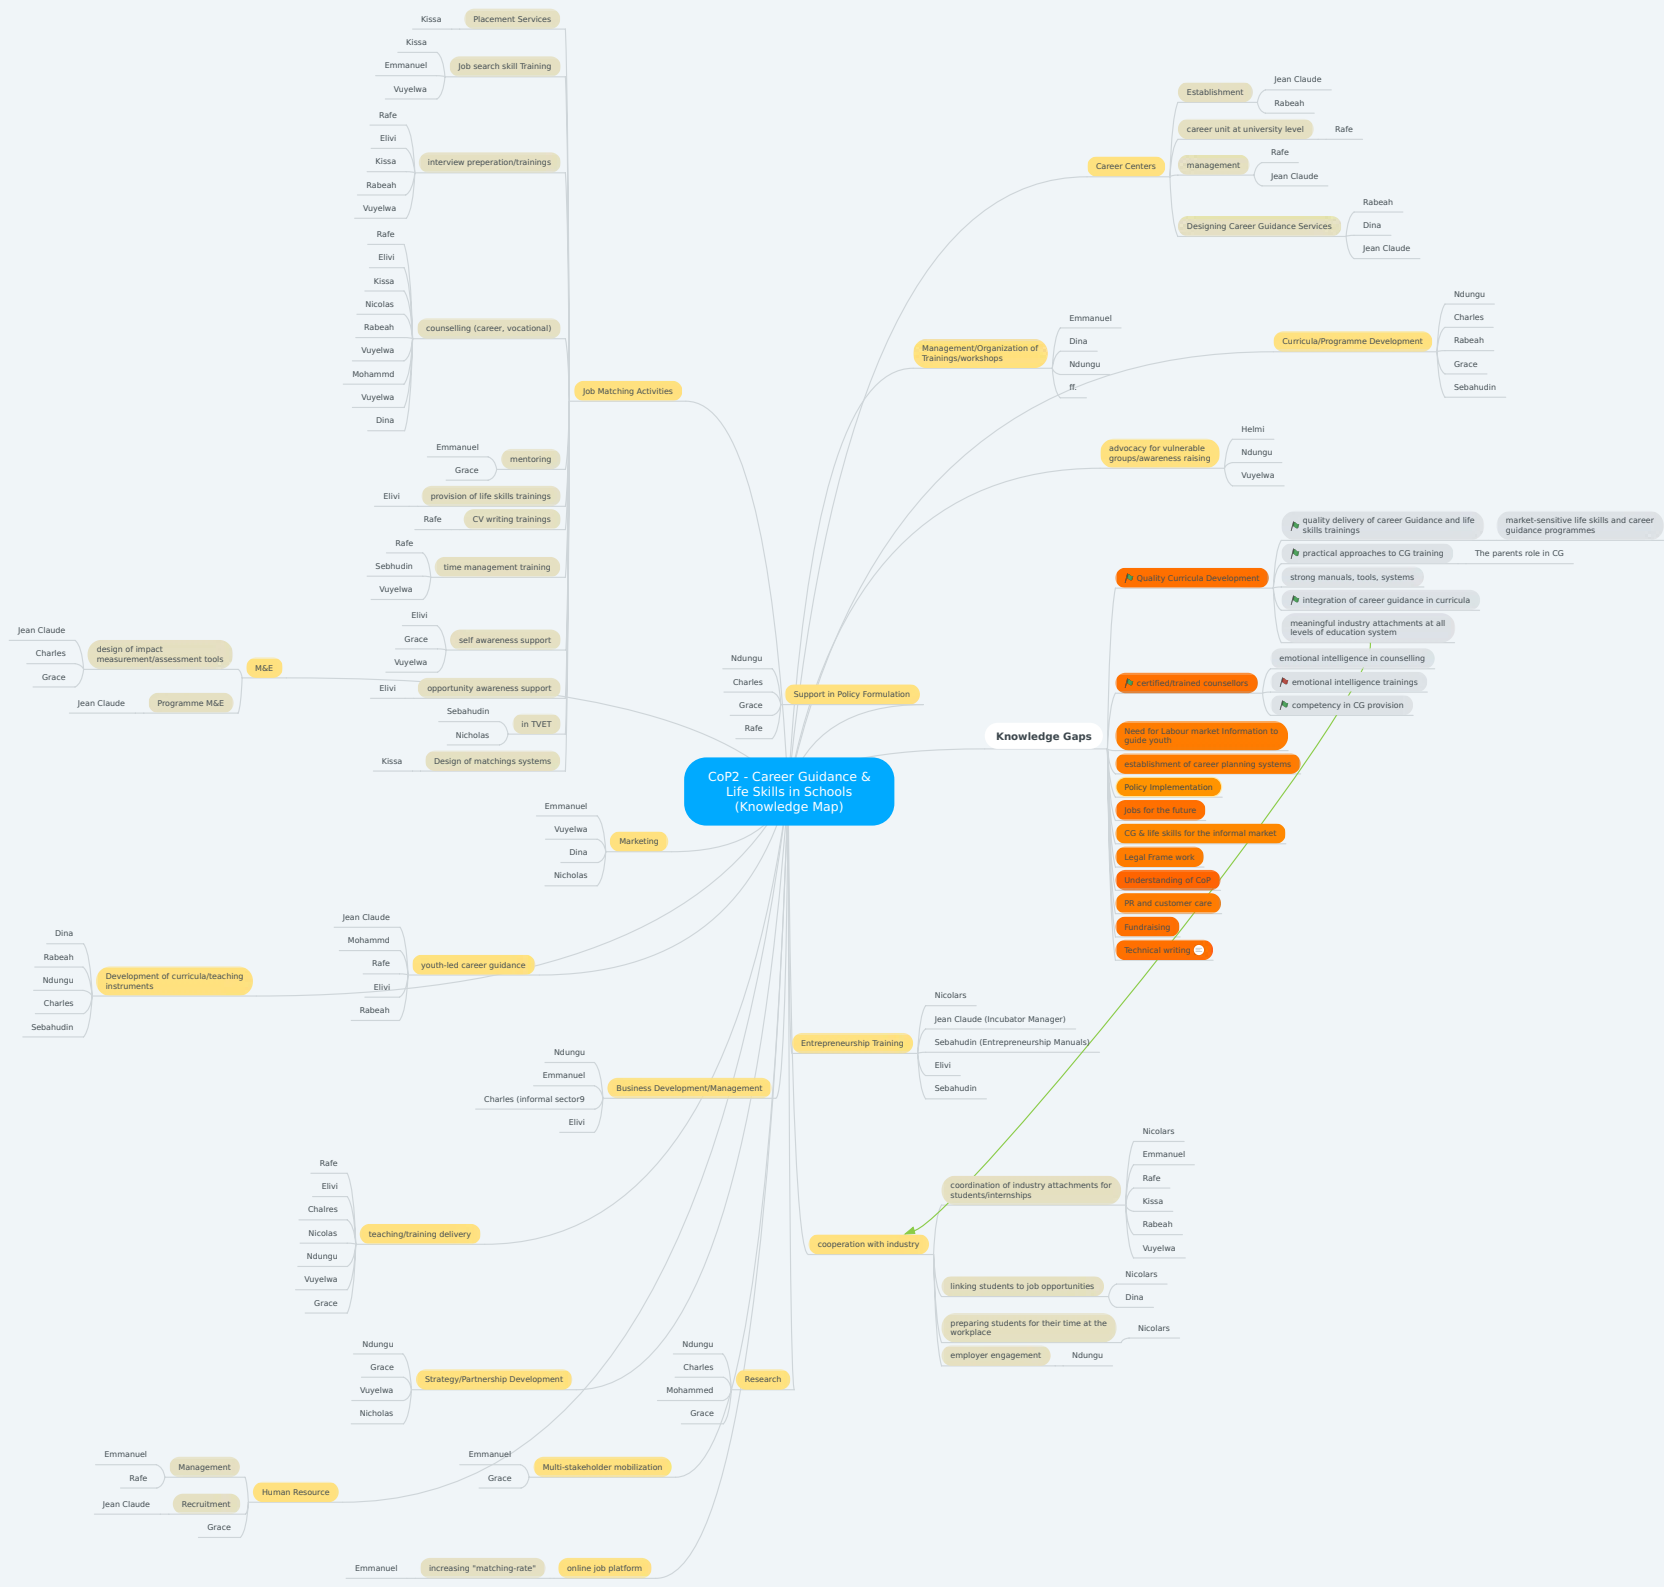 CoP2 - Career Guidance &
Life Skills in Schools
(Knowledge Map)
Career Centers
Establishment
Jean Claude
Rabeah
career unit at university level
Rafe
management
Rafe
Jean Claude
Designing Career Guidance Services
Rabeah
Dina
Jean Claude
Management/Organization of
Trainings/workshops
Emmanuel
Dina
Ndungu
ff.
Curricula/Programme Development
Ndungu
Charles
Rabeah
Grace
Sebahudin
advocacy for vulnerable
groups/awareness raising
Helmi
Ndungu
Vuyelwa
Knowledge Gaps
Quality Curricula Development
quality delivery of career Guidance and life
skills trainings
market-sensitive life skills and career
guidance programmes
practical approaches to CG training
The parents role in CG
strong manuals, tools, systems
integration of career guidance in curricula
meaningful industry attachments at all
levels of education system
certified/trained counsellors
emotional intelligence in counselling
emotional intelligence trainings
competency in CG provision
Need for Labour market Information to
guide youth
establishment of career planning systems
Policy Implementation
Jobs for the future
CG & life skills for the informal market
Legal Frame work
Understanding of CoP
PR and customer care
Fundraising
Technical writing
Entrepreneurship Training
Nicolars
Jean Claude (Incubator Manager)
Sebahudin (Entrepreneurship Manuals)
Elivi
Sebahudin
cooperation with industry
coordination of industry attachments for
students/internships
Nicolars
Emmanuel
Rafe
Kissa
Rabeah
Vuyelwa
linking students to job opportunities
Nicolars
Dina
preparing students for their time at the
workplace
Nicolars
employer engagement
Ndungu
Job Matching Activities
Placement Services
Kissa
Job search skill Training
Kissa
Emmanuel
Vuyelwa
interview preperation/trainings
Rafe
Elivi
Kissa
Rabeah
Vuyelwa
counselling (career, vocational)
Rafe
Elivi
Kissa
Nicolas
Rabeah
Vuyelwa
Mohammd
Vuyelwa
Dina
mentoring
Emmanuel
Grace
provision of life skills trainings
Elivi
CV writing trainings
Rafe
time management training
Rafe
Sebhudin
Vuyelwa
self awareness support
Elivi
Grace
Vuyelwa
opportunity awareness support
Elivi
in TVET
Sebahudin
Nicholas
Design of matchings systems
Kissa
M&E
design of impact
measurement/assessment tools
Jean Claude
Charles
Grace
Programme M&E
Jean Claude
Support in Policy Formulation
Ndungu
Charles
Grace
Rafe
Marketing
Emmanuel
Vuyelwa
Dina
Nicholas
youth-led career guidance
Jean Claude
Mohammd
Rafe
Elivi
Rabeah
Development of curricula/teaching
instruments
Dina
Rabeah
Ndungu
Charles
Sebahudin
Business Development/Management
Ndungu
Emmanuel
Charles (informal sector9
Elivi
teaching/training delivery
Rafe
Elivi
Chalres
Nicolas
Ndungu
Vuyelwa
Grace
Strategy/Partnership Development
Ndungu
Grace
Vuyelwa
Nicholas
Research
Ndungu
Charles
Mohammed
Grace
Multi-stakeholder mobilization
Emmanuel
Grace
Human Resource
Management
Emmanuel
Rafe
Recruitment
Jean Claude
Grace
online job platform
increasing "matching-rate"
Emmanuel